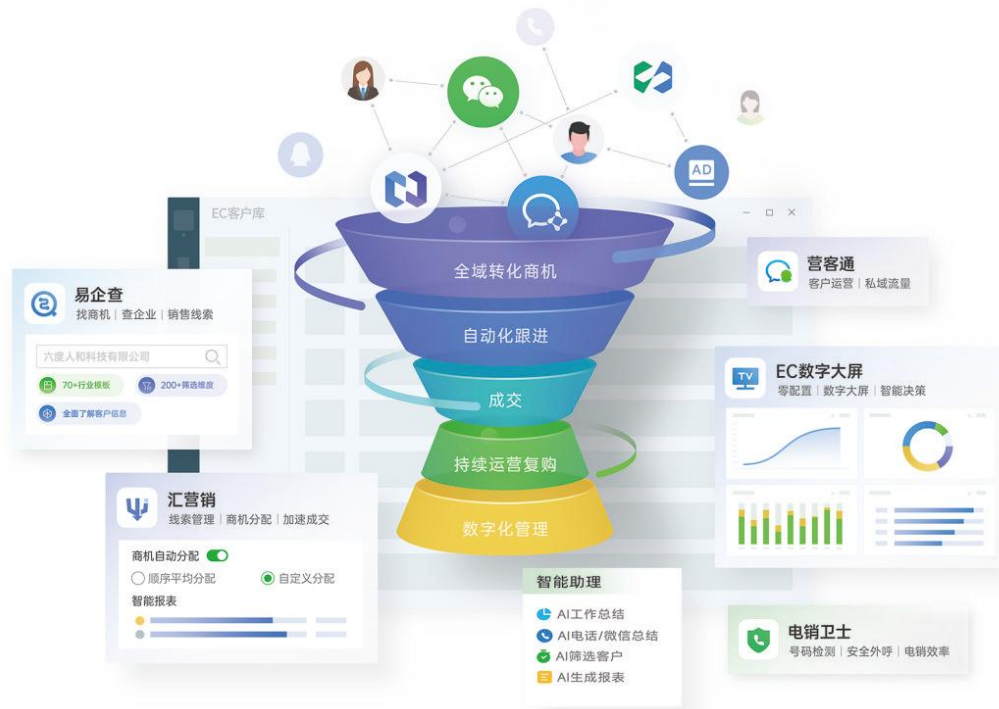 AD
EC客户库
全域转化商机
自动化跟进
成交
持续运营复购
数字化管理
易企查
找商机 | 查企业 | 销售线索
六度人和科技有限公司
70+行业模板
200+筛选维度
全面了解客户信息
汇营销
线索管理 | 商机分配 | 加速成交
商机自动分配
顺序平均分配
自定义分配
智能报表
营客通
客户运营 | 私域流量
TV
EC数字大屏
零配置 | 数字大屏 | 智能决策
智能助理
AI工作总结
AI电话/微信总结
AI筛选客户
AI生成报表
电销卫士
号码检测 | 安全外呼 | 电销效率